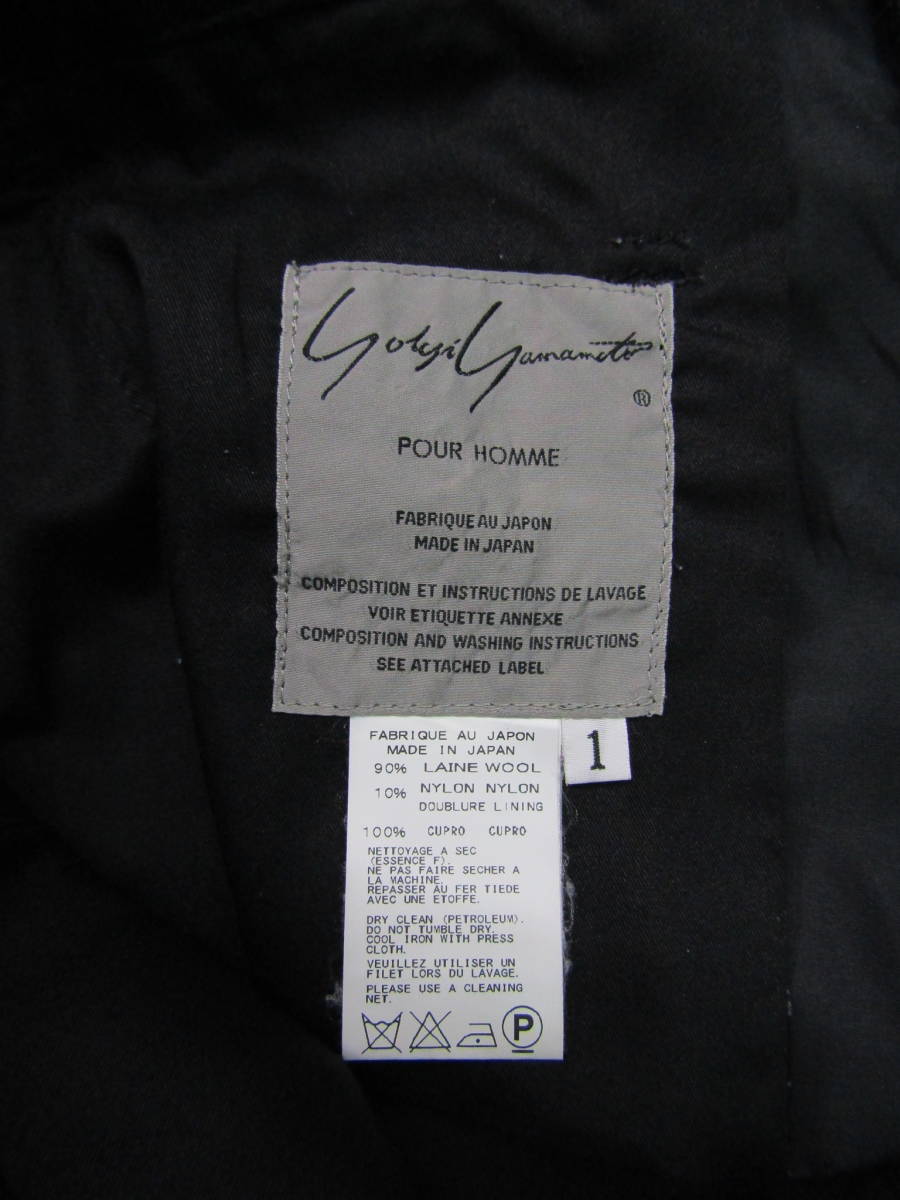 Yohji Yamamoto
®
POUR HOMME
FABRIQUE AU JAPON
MADE IN JAPAN
COMPOSITION ET INSTRUCTIONS DE LAVAGE
VOIR ETIQUETTE ANNEXE
COMPOSITION AND WASHING INSTRUCTIONS
SEE ATTACHED LABEL
1
FABRIQUE AU JAPON
MADE IN JAPAN
90% LAINE WOOL
10% NYLON NYLON
DOUBLURE LINING
100% CUPRO CUPRO
NETTOYAGE A SEC
(ESSENCE F).
NE PAS FAIRE SECHER A
LA MACHINE.
REPASSER AU FER TIEDE
AVEC UNE ETOFFE.
DRY CLEAN (PETROLEUM).
DO NOT TUMBLE DRY.
COOL IRON WITH PRESS
CLOTH.
VEUILLEZ UTILISER UN
FILET LORS DU LAVAGE.
PLEASE USE A CLEANING
NET.
P